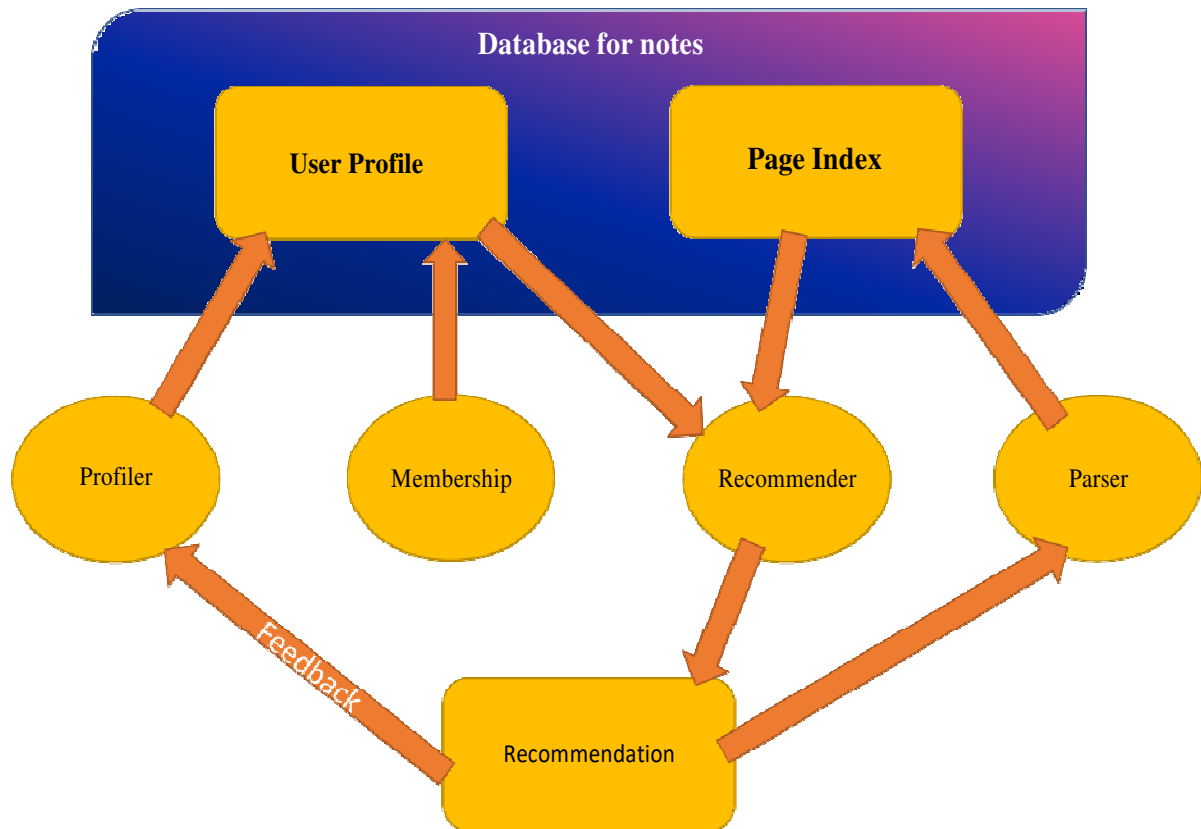 Database for notes
User Profile
Page Index
Profiler
Membership
Recommender
Parser
Feedback
Recommendation